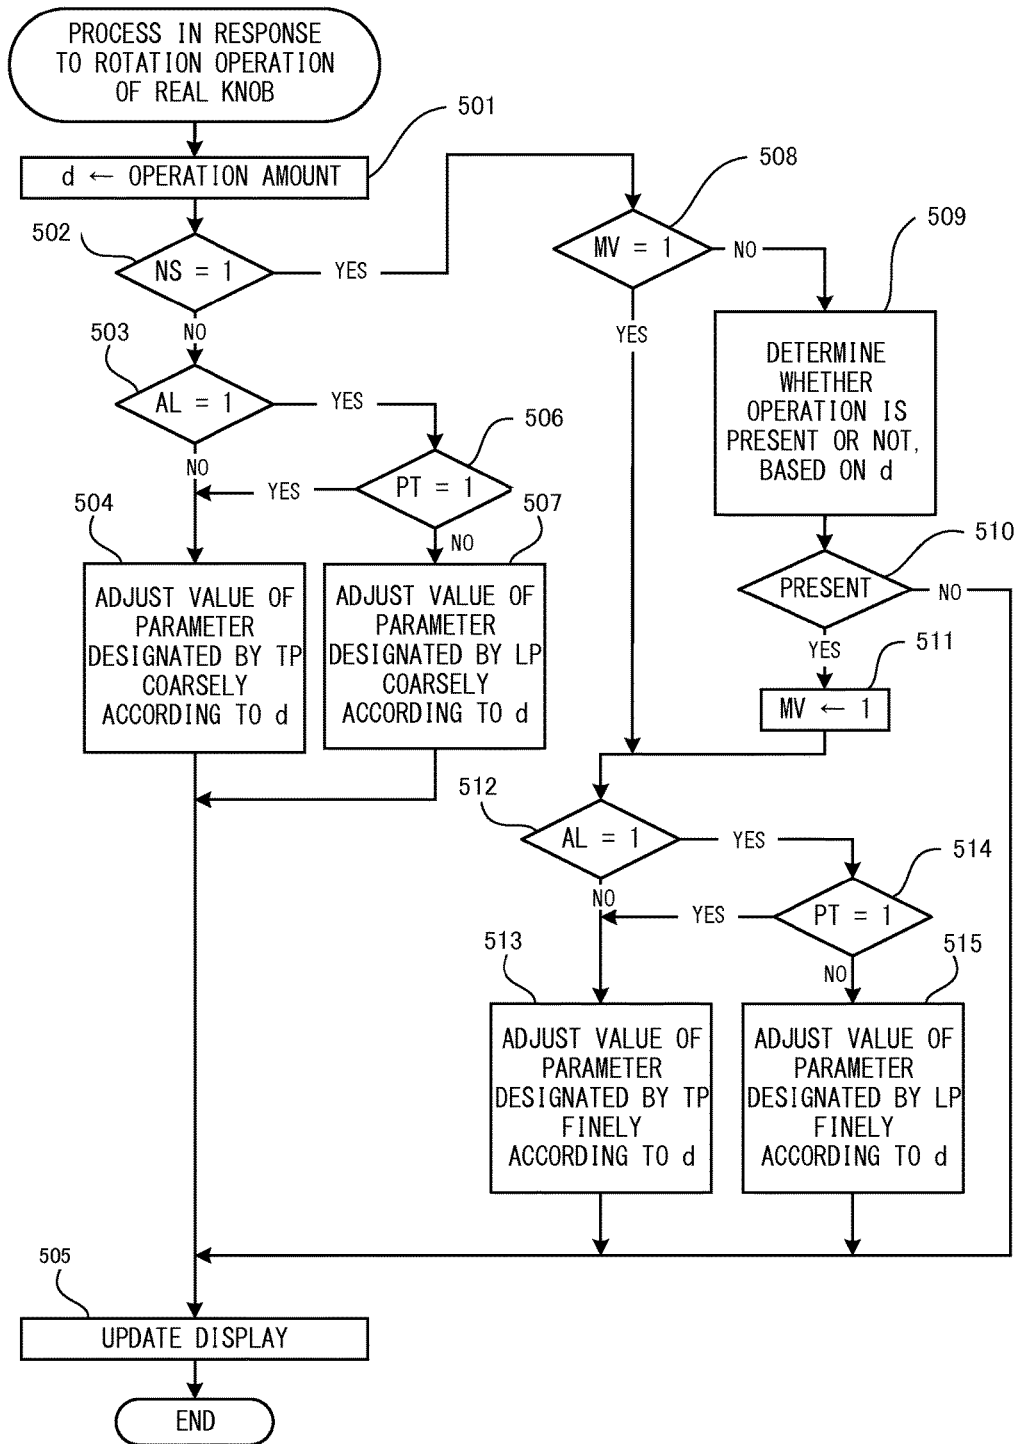 PROCESS IN RESPONSE
TO ROTATION OPERATION
OF REAL KNOB
501
d ← OPERATION AMOUNT
502
NS = 1
YES
NO
503
AL = 1
YES
NO
506
PT = 1
YES
NO
504
ADJUST VALUE OF
PARAMETER
DESIGNATED BY TP
COARSELY
ACCORDING TO d
507
ADJUST VALUE OF
PARAMETER
DESIGNATED BY LP
COARSELY
ACCORDING TO d
508
MV = 1
NO
YES
509
DETERMINE
WHETHER
OPERATION IS
PRESENT OR NOT,
BASED ON d
510
PRESENT
NO
YES
511
MV ← 1
512
AL = 1
YES
NO
514
PT = 1
YES
NO
513
ADJUST VALUE OF
PARAMETER
DESIGNATED BY TP
FINELY
ACCORDING TO d
515
ADJUST VALUE OF
PARAMETER
DESIGNATED BY LP
FINELY
ACCORDING TO d
505
UPDATE DISPLAY
END